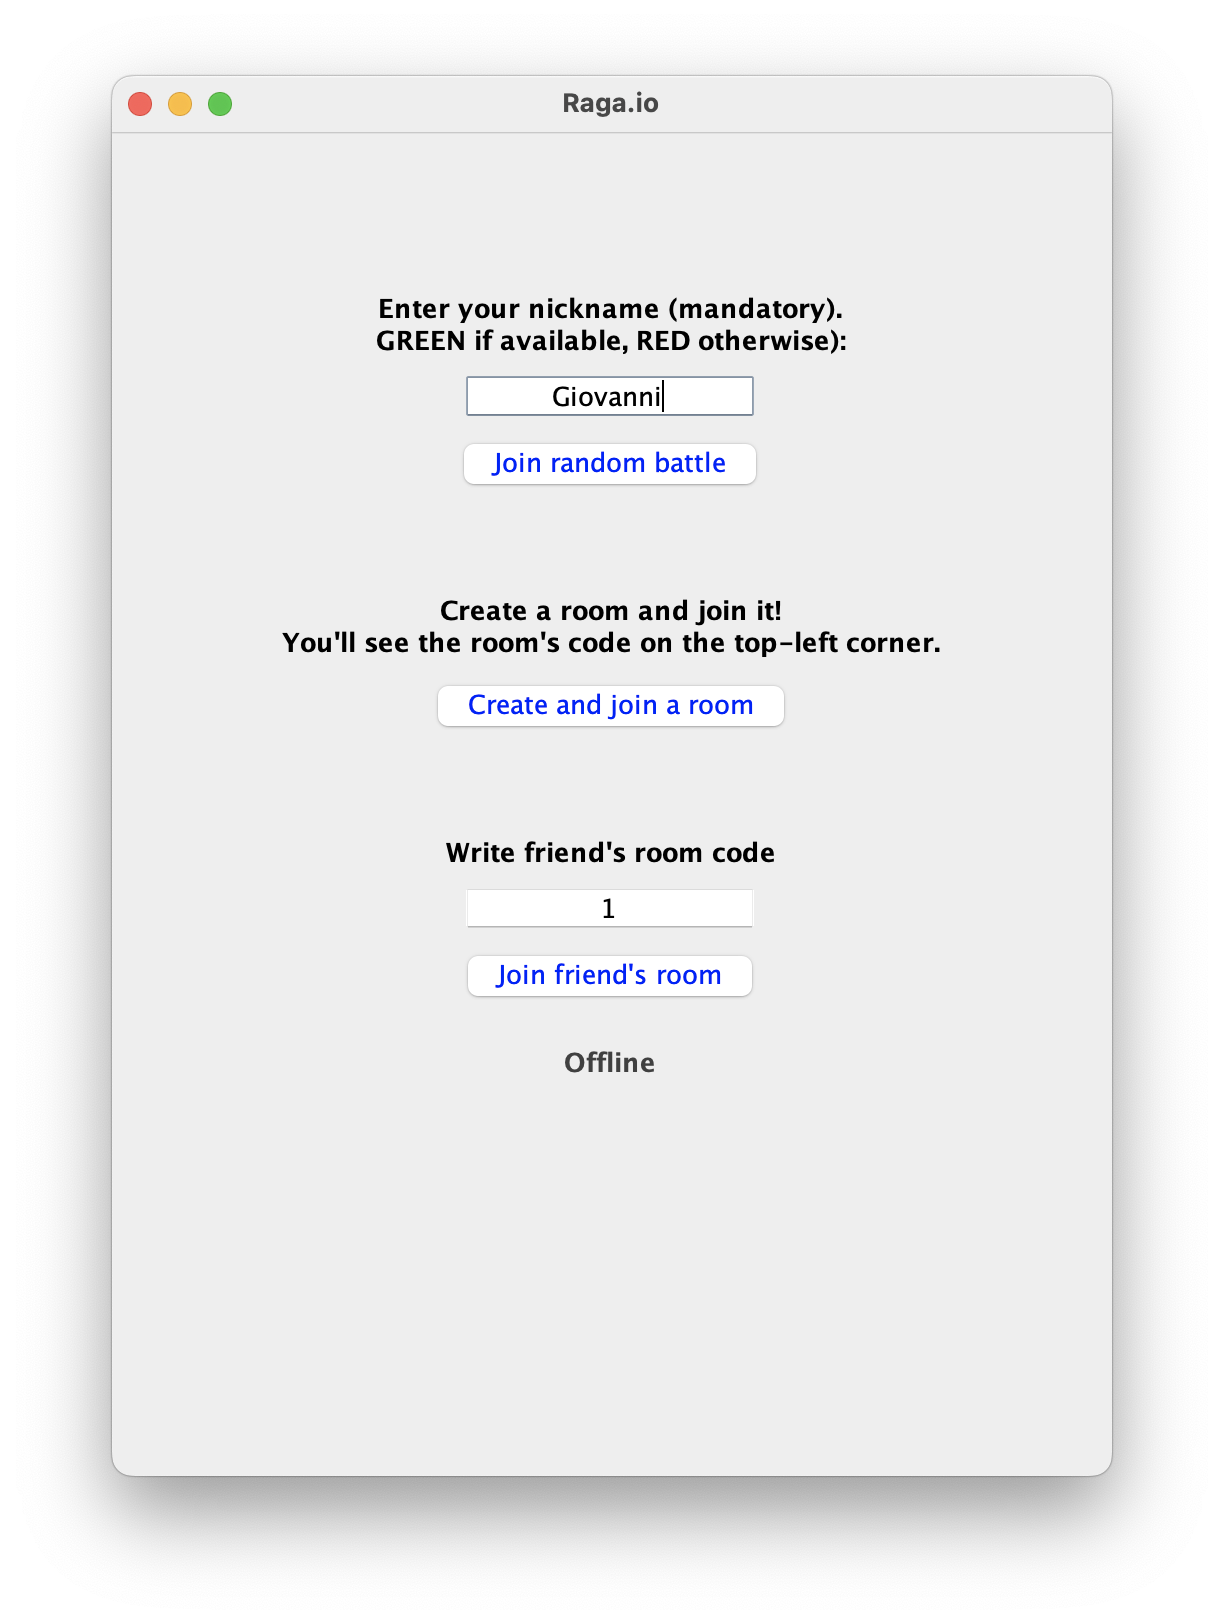 Raga.io
Enter your nickname (mandatory).
GREEN if available, RED otherwise):
Giovanni
Join random battle
Create a room and join it!
You'll see the room's code on the top-left corner.
Create and join a room
Write friend's room code
1
Join friend's room
Offline